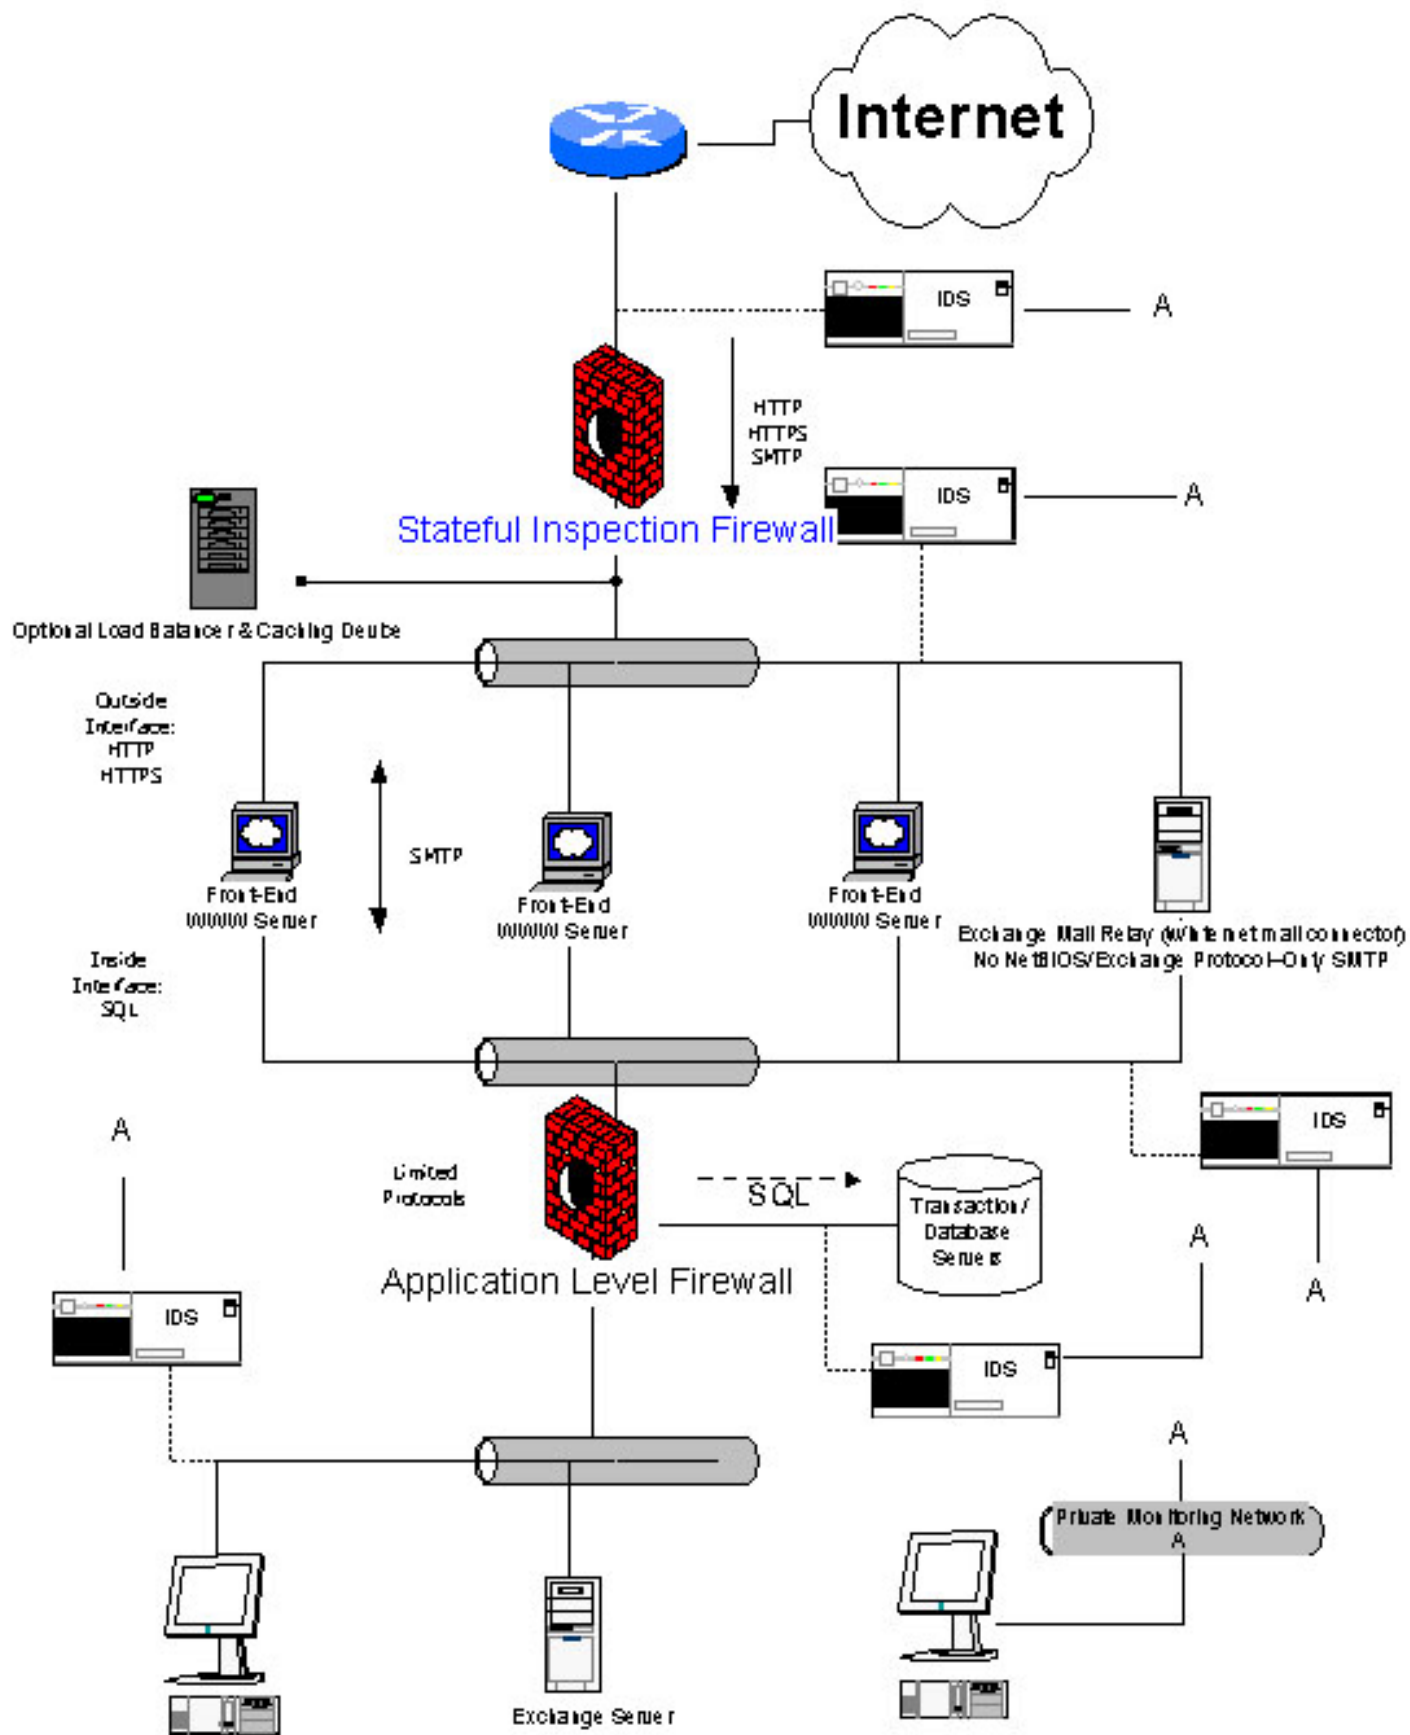 Internet
IDS
A
HTTP
HTTPS
SMTP
IDS
A
Stateful Inspection Firewall
Optional Load Balancer & Caching Device
Outside
Interface:
HTTP
HTTPS
SMTP
Front-End
WWW Server
Front-End
WWW Server
Front-End
WWW Server
Exchange Mail Relay (w/Internet mail connector)
No NetBIOS/Exchange Protocol-Only SMTP
Inside
Interface:
SQL
A
IDS
Limited
Protocols
SQL
Transaction/
Database
Servers
A
A
Application Level Firewall
IDS
IDS
A
Private Monitoring Network
A
Exchange Server